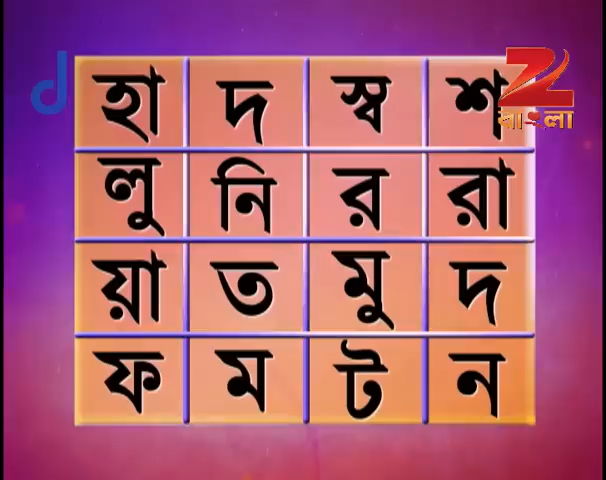 হা দ স্ব শ
লু নি র রা
য়া ত মু দ
ফ ম ট ন
বাংলা